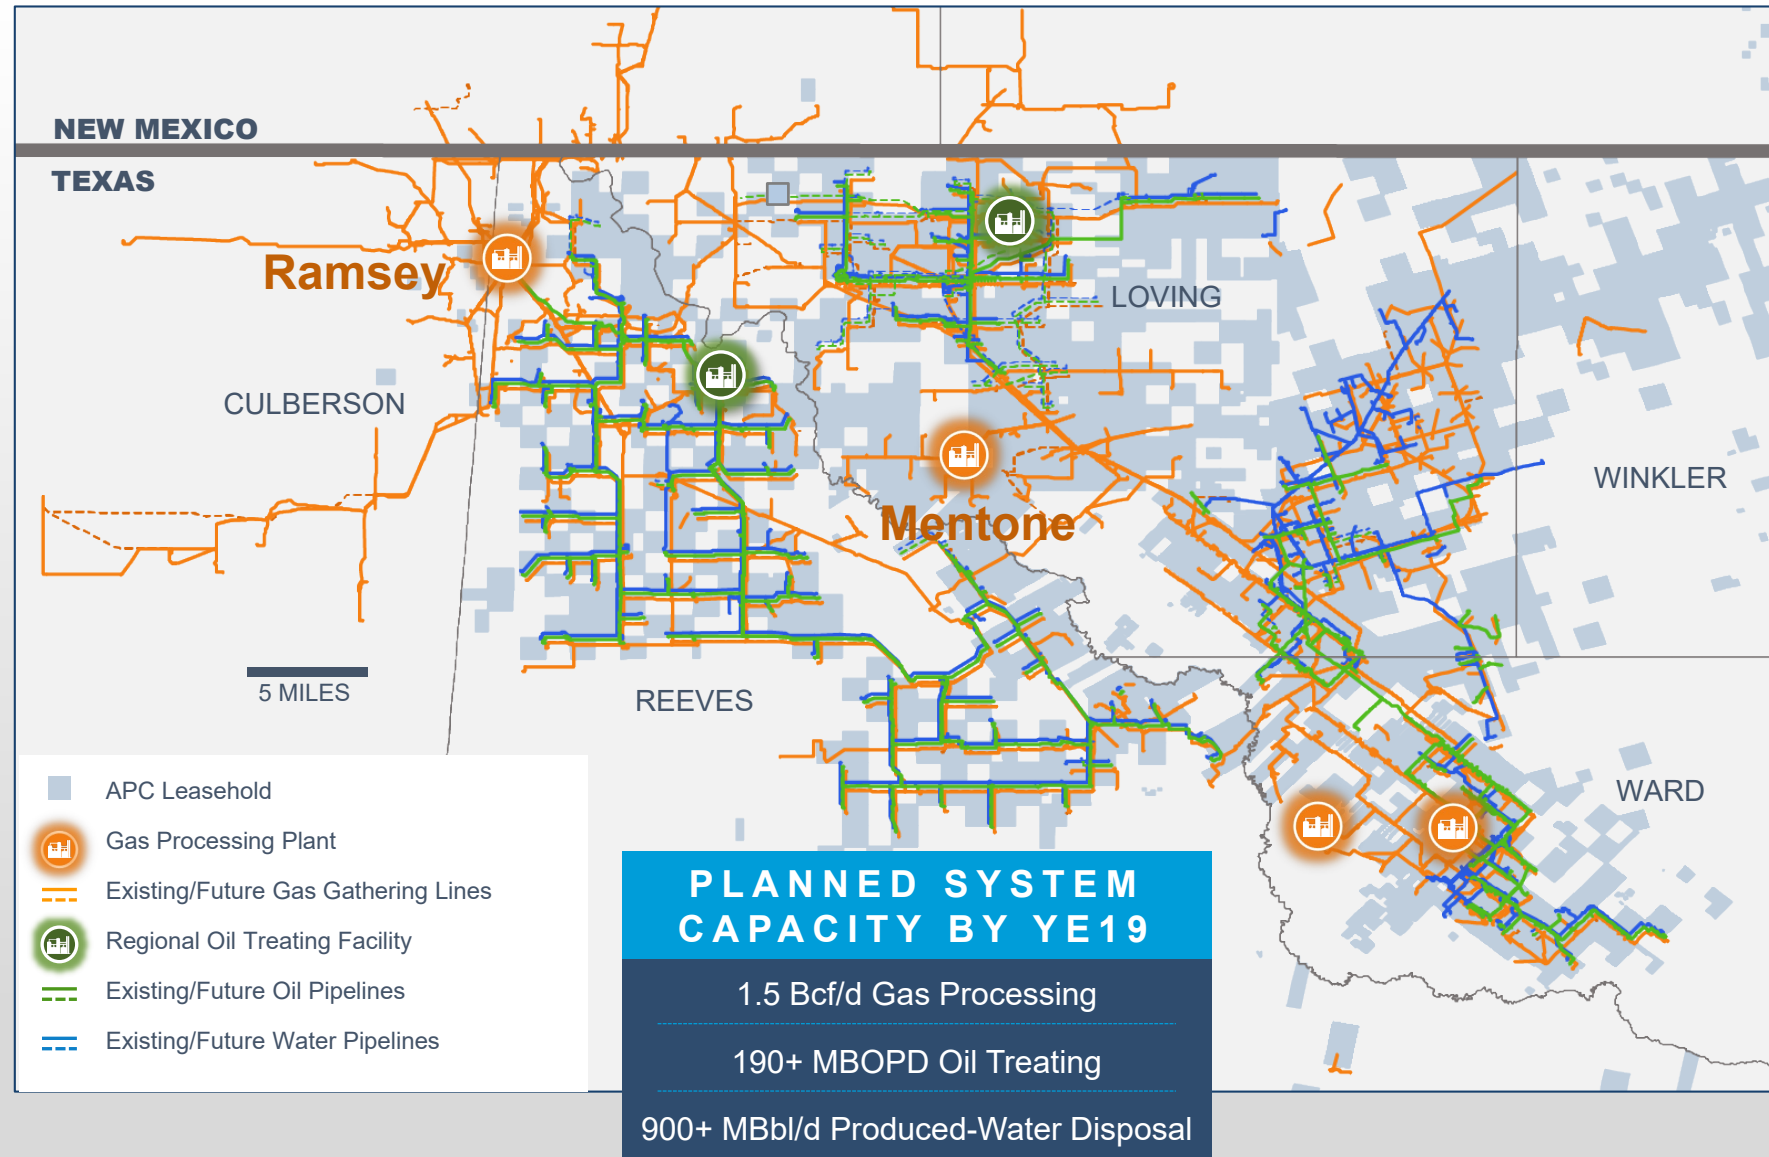 NEW MEXICO
TEXAS
Ramsey
LOVING
CULBERSON
WINKLER
Mentone
5 MILES
REEVES
WARD
APC Leasehold
Gas Processing Plant
Existing/Future Gas Gathering Lines
Regional Oil Treating Facility
Existing/Future Oil Pipelines
Existing/Future Water Pipelines
PLANNED SYSTEM
CAPACITY BY YE19
1.5 Bcf/d Gas Processing
190+ MBOPD Oil Treating
900+ MBbl/d Produced-Water Disposal